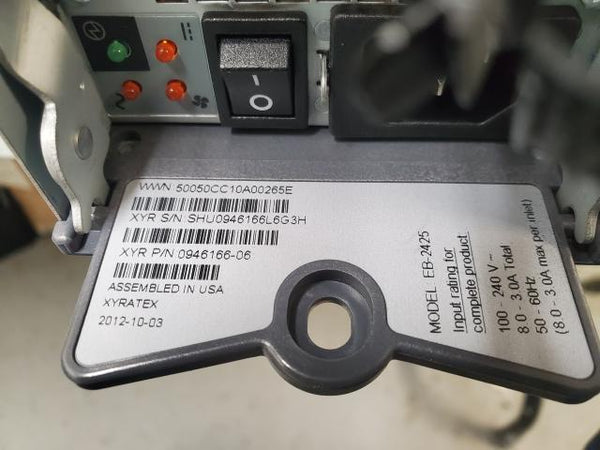 WWN 50050CC10A00265E
XYR S/N SHU0946166L6G3H
XYR P/N 0946166-06
ASSEMBLED IN USA
XYRATEX
2012-10-03
MODEL EB-2425
Input rating for
complete product
100 - 240 V~
8.0 - 3.0A Total
50 - 60Hz
(8.0 - 3.0A max per inlet)